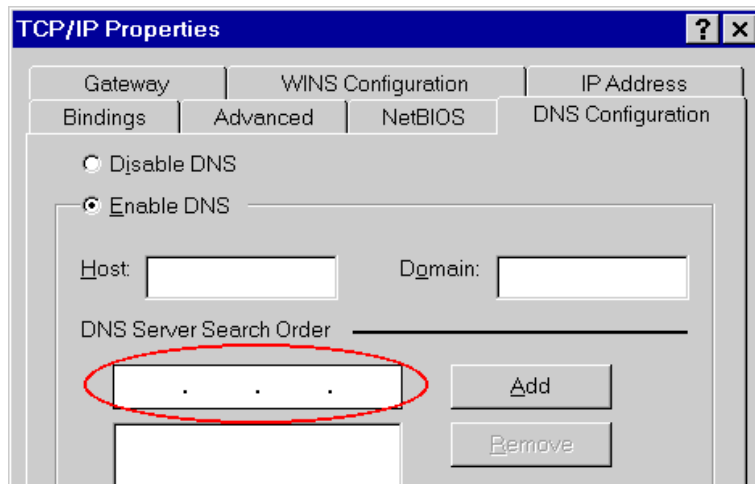 TCP/IP Properties ? ×
Gateway WINS Configuration IP Address
Bindings Advanced NetBIOS DNS Configuration
Disable DNS
Enable DNS
Host: Domain:
DNS Server Search Order
. . . Add
Remove